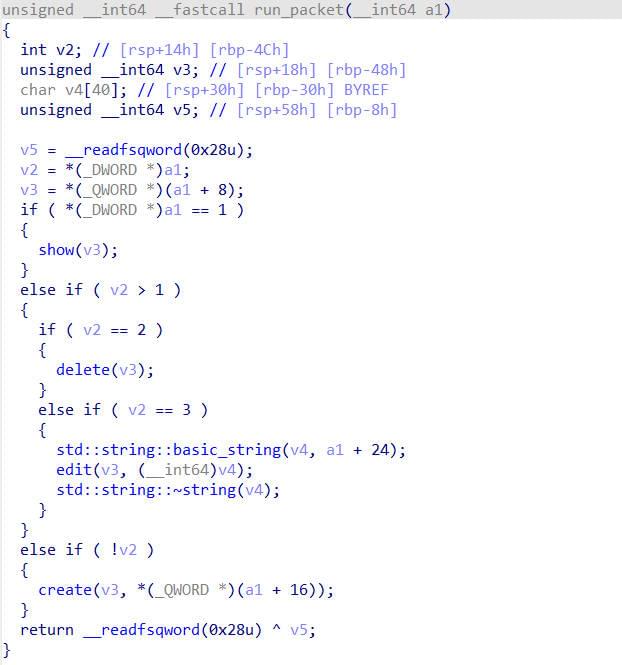 unsigned __int64 __fastcall run_packet(__int64 a1)
{
  int v2; // [rsp+14h] [rbp-4Ch]
  unsigned __int64 v3; // [rsp+18h] [rbp-48h]
  char v4[40]; // [rsp+30h] [rbp-30h] BYREF
  unsigned __int64 v5; // [rsp+58h] [rbp-8h]

  v5 = __readfsqword(0x28u);
  v2 = *(_DWORD *)a1;
  v3 = *(_QWORD *)(a1 + 8);
  if ( *(_DWORD *)a1 == 1 )
  {
    show(v3);
  }
  else if ( v2 > 1 )
  {
    if ( v2 == 2 )
    {
      delete(v3);
    }
    else if ( v2 == 3 )
    {
      std::string::basic_string(v4, a1 + 24);
      edit(v3, (__int64)v4);
      std::string::~string(v4);
    }
  }
  else if ( !v2 )
  {
    create(v3, *(_QWORD *)(a1 + 16));
  }
  return __readfsqword(0x28u) ^ v5;
}